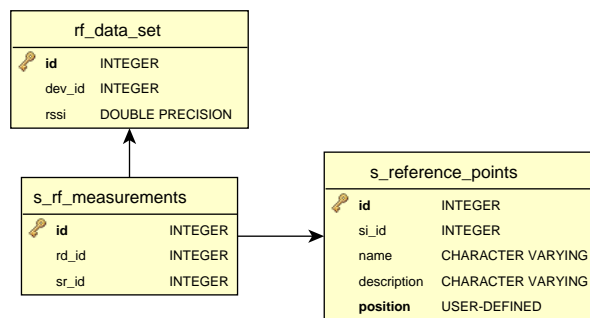 rf_data_set
id INTEGER
dev_id INTEGER
rssi DOUBLE PRECISION
s_rf_measurements
id INTEGER
rd_id INTEGER
sr_id INTEGER
s_reference_points
id INTEGER
si_id INTEGER
name CHARACTER VARYING
description CHARACTER VARYING
position USER-DEFINED